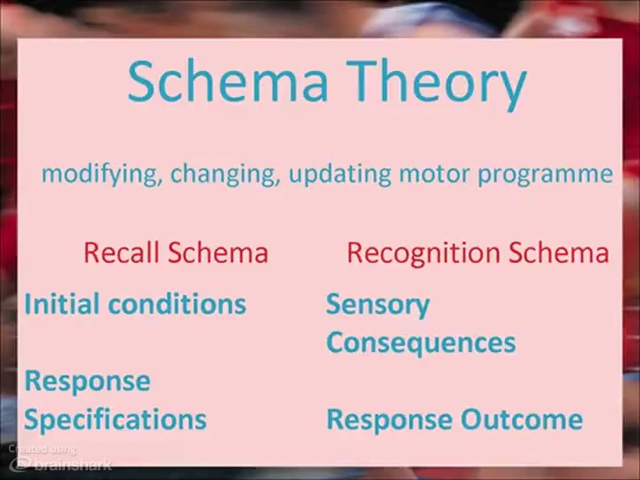 Schema Theory
modifying, changing, updating motor programme
Recall Schema
Initial conditions
Response
Specifications
Recognition Schema
Sensory
Consequences
Response Outcome
Created using
brainshark